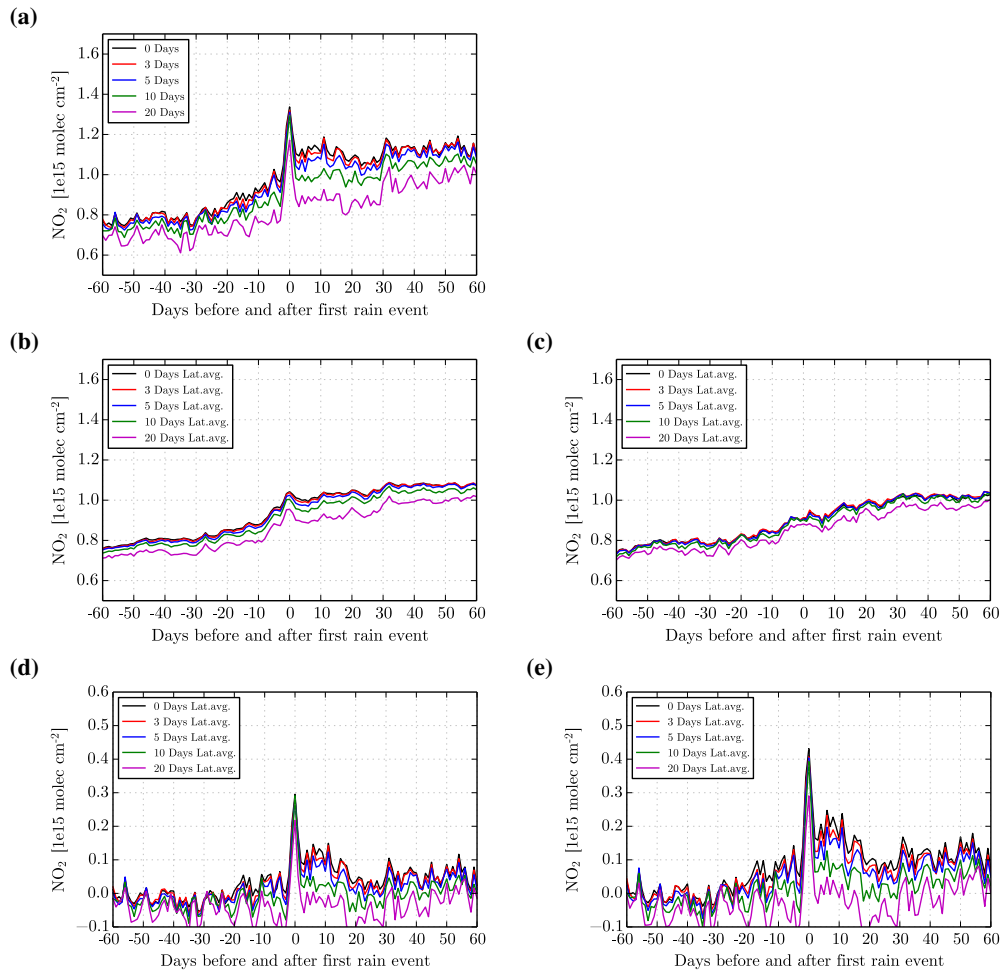 (a)
NO2 [1e15 molec cm-2]
1.6
1.4
1.2
1.0
0.8
0.6
0 Days
3 Days
5 Days
10 Days
20 Days
-60 -50 -40 -30 -20 -10 0 10 20 30 40 50 60
Days before and after first rain event
(b)
NO2 [1e15 molec cm-2]
1.6
1.4
1.2
1.0
0.8
0.6
0 Days Lat.avg.
3 Days Lat.avg.
5 Days Lat.avg.
10 Days Lat.avg.
20 Days Lat.avg.
-60 -50 -40 -30 -20 -10 0 10 20 30 40 50 60
Days before and after first rain event
(c)
NO2 [1e15 molec cm-2]
1.6
1.4
1.2
1.0
0.8
0.6
0 Days Lat.avg.
3 Days Lat.avg.
5 Days Lat.avg.
10 Days Lat.avg.
20 Days Lat.avg.
-60 -50 -40 -30 -20 -10 0 10 20 30 40 50 60
Days before and after first rain event
(d)
NO2 [1e15 molec cm-2]
0.6
0.5
0.4
0.3
0.2
0.1
0.0
−0.1
0 Days Lat.avg.
3 Days Lat.avg.
5 Days Lat.avg.
10 Days Lat.avg.
20 Days Lat.avg.
-60 -50 -40 -30 -20 -10 0 10 20 30 40 50 60
Days before and after first rain event
(e)
NO2 [1e15 molec cm-2]
0.6
0.5
0.4
0.3
0.2
0.1
0.0
−0.1
0 Days Lat.avg.
3 Days Lat.avg.
5 Days Lat.avg.
10 Days Lat.avg.
20 Days Lat.avg.
-60 -50 -40 -30 -20 -10 0 10 20 30 40 50 60
Days before and after first rain event